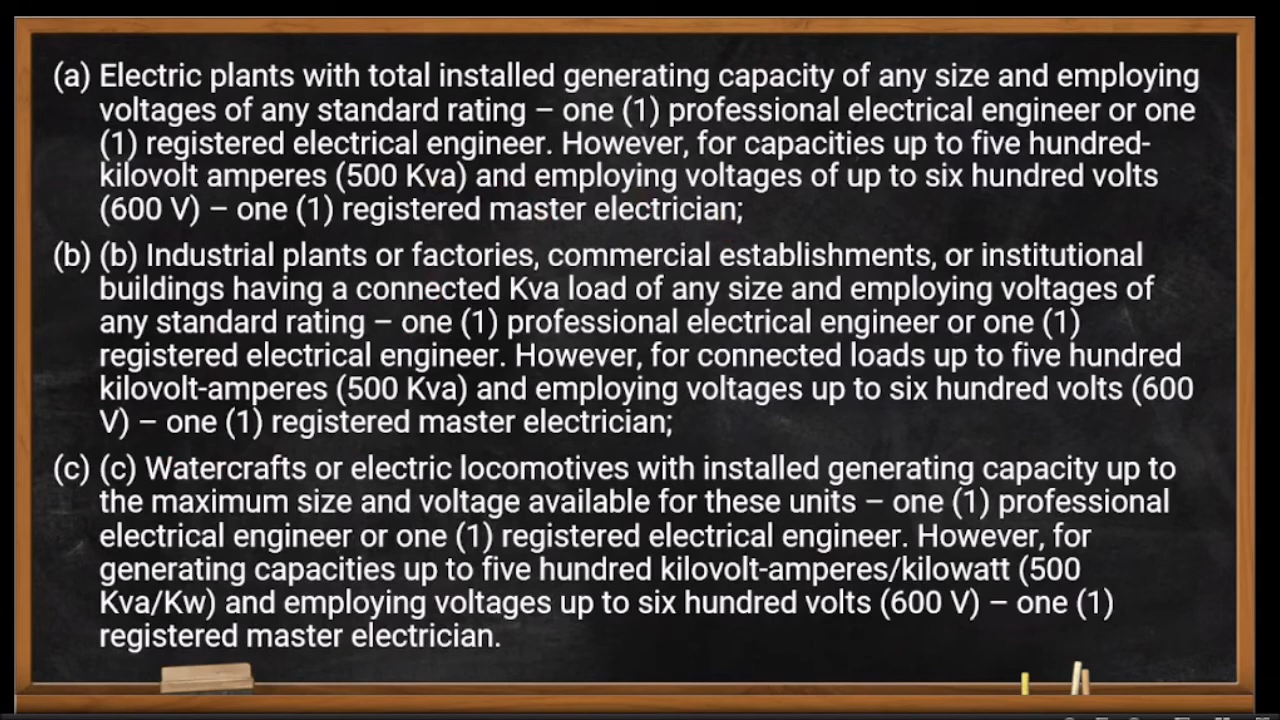 (a) Electric plants with total installed generating capacity of any size and employing
voltages of any standard rating – one (1) professional electrical engineer or one
(1) registered electrical engineer. However, for capacities up to five hundred-
kilovolt amperes (500 Kva) and employing voltages of up to six hundred volts
(600 V) – one (1) registered master electrician;
(b) (b) Industrial plants or factories, commercial establishments, or institutional
buildings having a connected Kva load of any size and employing voltages of
any standard rating – one (1) professional electrical engineer or one (1)
registered electrical engineer. However, for connected loads up to five hundred
kilovolt-amperes (500 Kva) and employing voltages up to six hundred volts (600
V) – one (1) registered master electrician;
(c) (c) Watercrafts or electric locomotives with installed generating capacity up to
the maximum size and voltage available for these units – one (1) professional
electrical engineer or one (1) registered electrical engineer. However, for
generating capacities up to five hundred kilovolt-amperes/kilowatt (500
Kva/Kw) and employing voltages up to six hundred volts (600 V) – one (1)
registered master electrician.